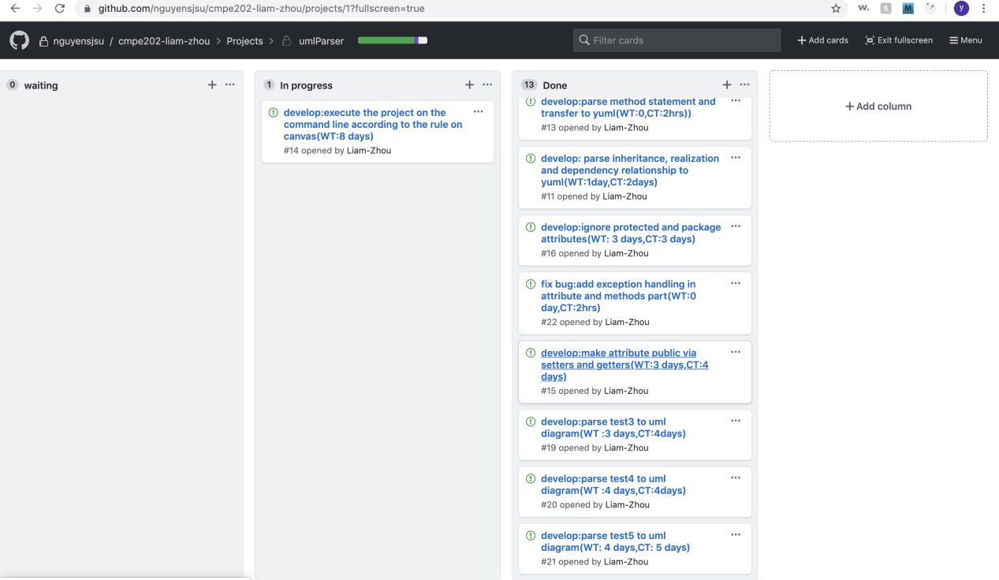 github.com/nguyensjsu/cmpe202-liam-zhou/projects/1?fullscreen=true
W. M y
nguyensjsu / cmpe202-liam-zhou > Projects > umlParser
Filter cards
+ Add cards
Exit fullscreen
Menu
0 waiting
1 In progress
develop:execute the project on the
command line according to the rule on
canvas(WT:8 days)
#14 opened by Liam-Zhou
13 Done
develop:parse method statement and
transfer to yuml(WT:0,CT:2hrs))
#13 opened by Liam-Zhou
develop: parse inheritance, realization
and dependency relationship to
yuml(WT:1day,CT:2days)
#11 opened by Liam-Zhou
develop:ignore protected and package
attributes(WT: 3 days,CT:3 days)
#16 opened by Liam-Zhou
fix bug:add exception handling in
attribute and methods part(WT:0
day,CT:2hrs)
#22 opened by Liam-Zhou
develop:make attribute public via
setters and getters(WT:3 days,CT:4
days)
#15 opened by Liam-Zhou
develop:parse test3 to uml
diagram(WT :3 days,CT:4days)
#19 opened by Liam-Zhou
develop:parse test4 to uml
diagram(WT :4 days,CT:4days)
#20 opened by Liam-Zhou
develop:parse test5 to uml
diagram(WT: 4 days,CT: 5 days)
#21 opened by Liam-Zhou
+ Add column